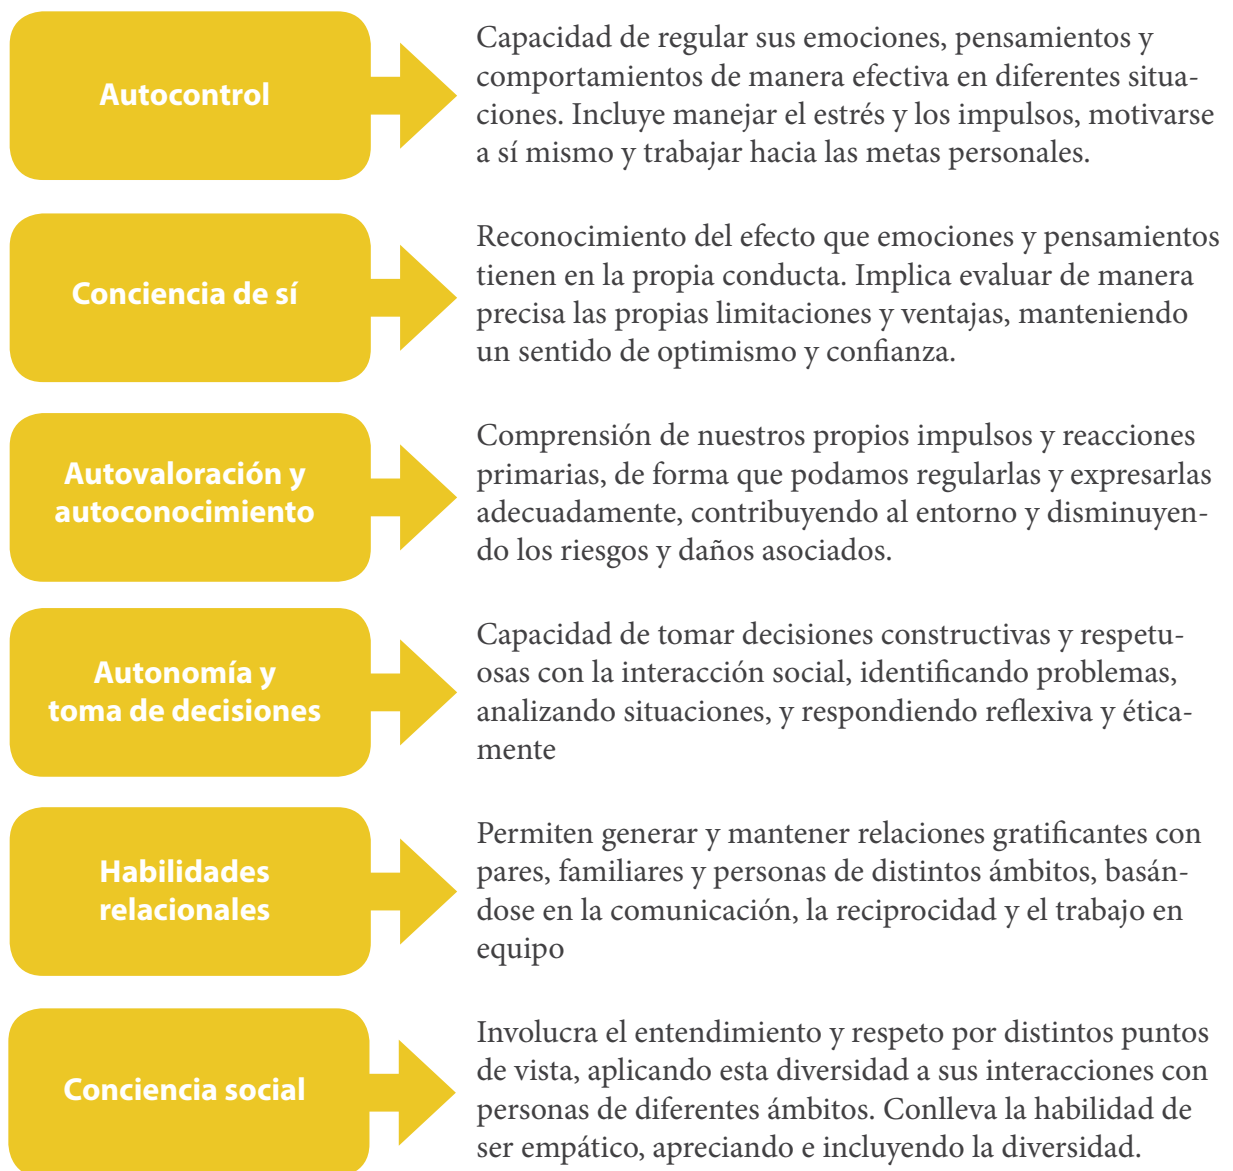 Autocontrol
Capacidad de regular sus emociones, pensamientos y
comportamientos de manera efectiva en diferentes situa-
ciones. Incluye manejar el estrés y los impulsos, motivarse
a sí mismo y trabajar hacia las metas personales.
Conciencia de sí
Reconocimiento del efecto que emociones y pensamientos
tienen en la propia conducta. Implica evaluar de manera
precisa las propias limitaciones y ventajas, manteniendo
un sentido de optimismo y confianza.
Autovaloración y
autoconocimiento
Comprensión de nuestros propios impulsos y reacciones
primarias, de forma que podamos regularlas y expresarlas
adecuadamente, contribuyendo al entorno y disminuyen-
do los riesgos y daños asociados.
Autonomía y
toma de decisiones
Capacidad de tomar decisiones constructivas y respetu-
osas con la interacción social, identificando problemas,
analizando situaciones, y respondiendo reflexiva y ética-
mente
Habilidades
relacionales
Permiten generar y mantener relaciones gratificantes con
pares, familiares y personas de distintos ámbitos, basán-
dose en la comunicación, la reciprocidad y el trabajo en
equipo
Conciencia social
Involucra el entendimiento y respeto por distintos puntos
de vista, aplicando esta diversidad a sus interacciones con
personas de diferentes ámbitos. Conlleva la habilidad de
ser empático, apreciando e incluyendo la diversidad.